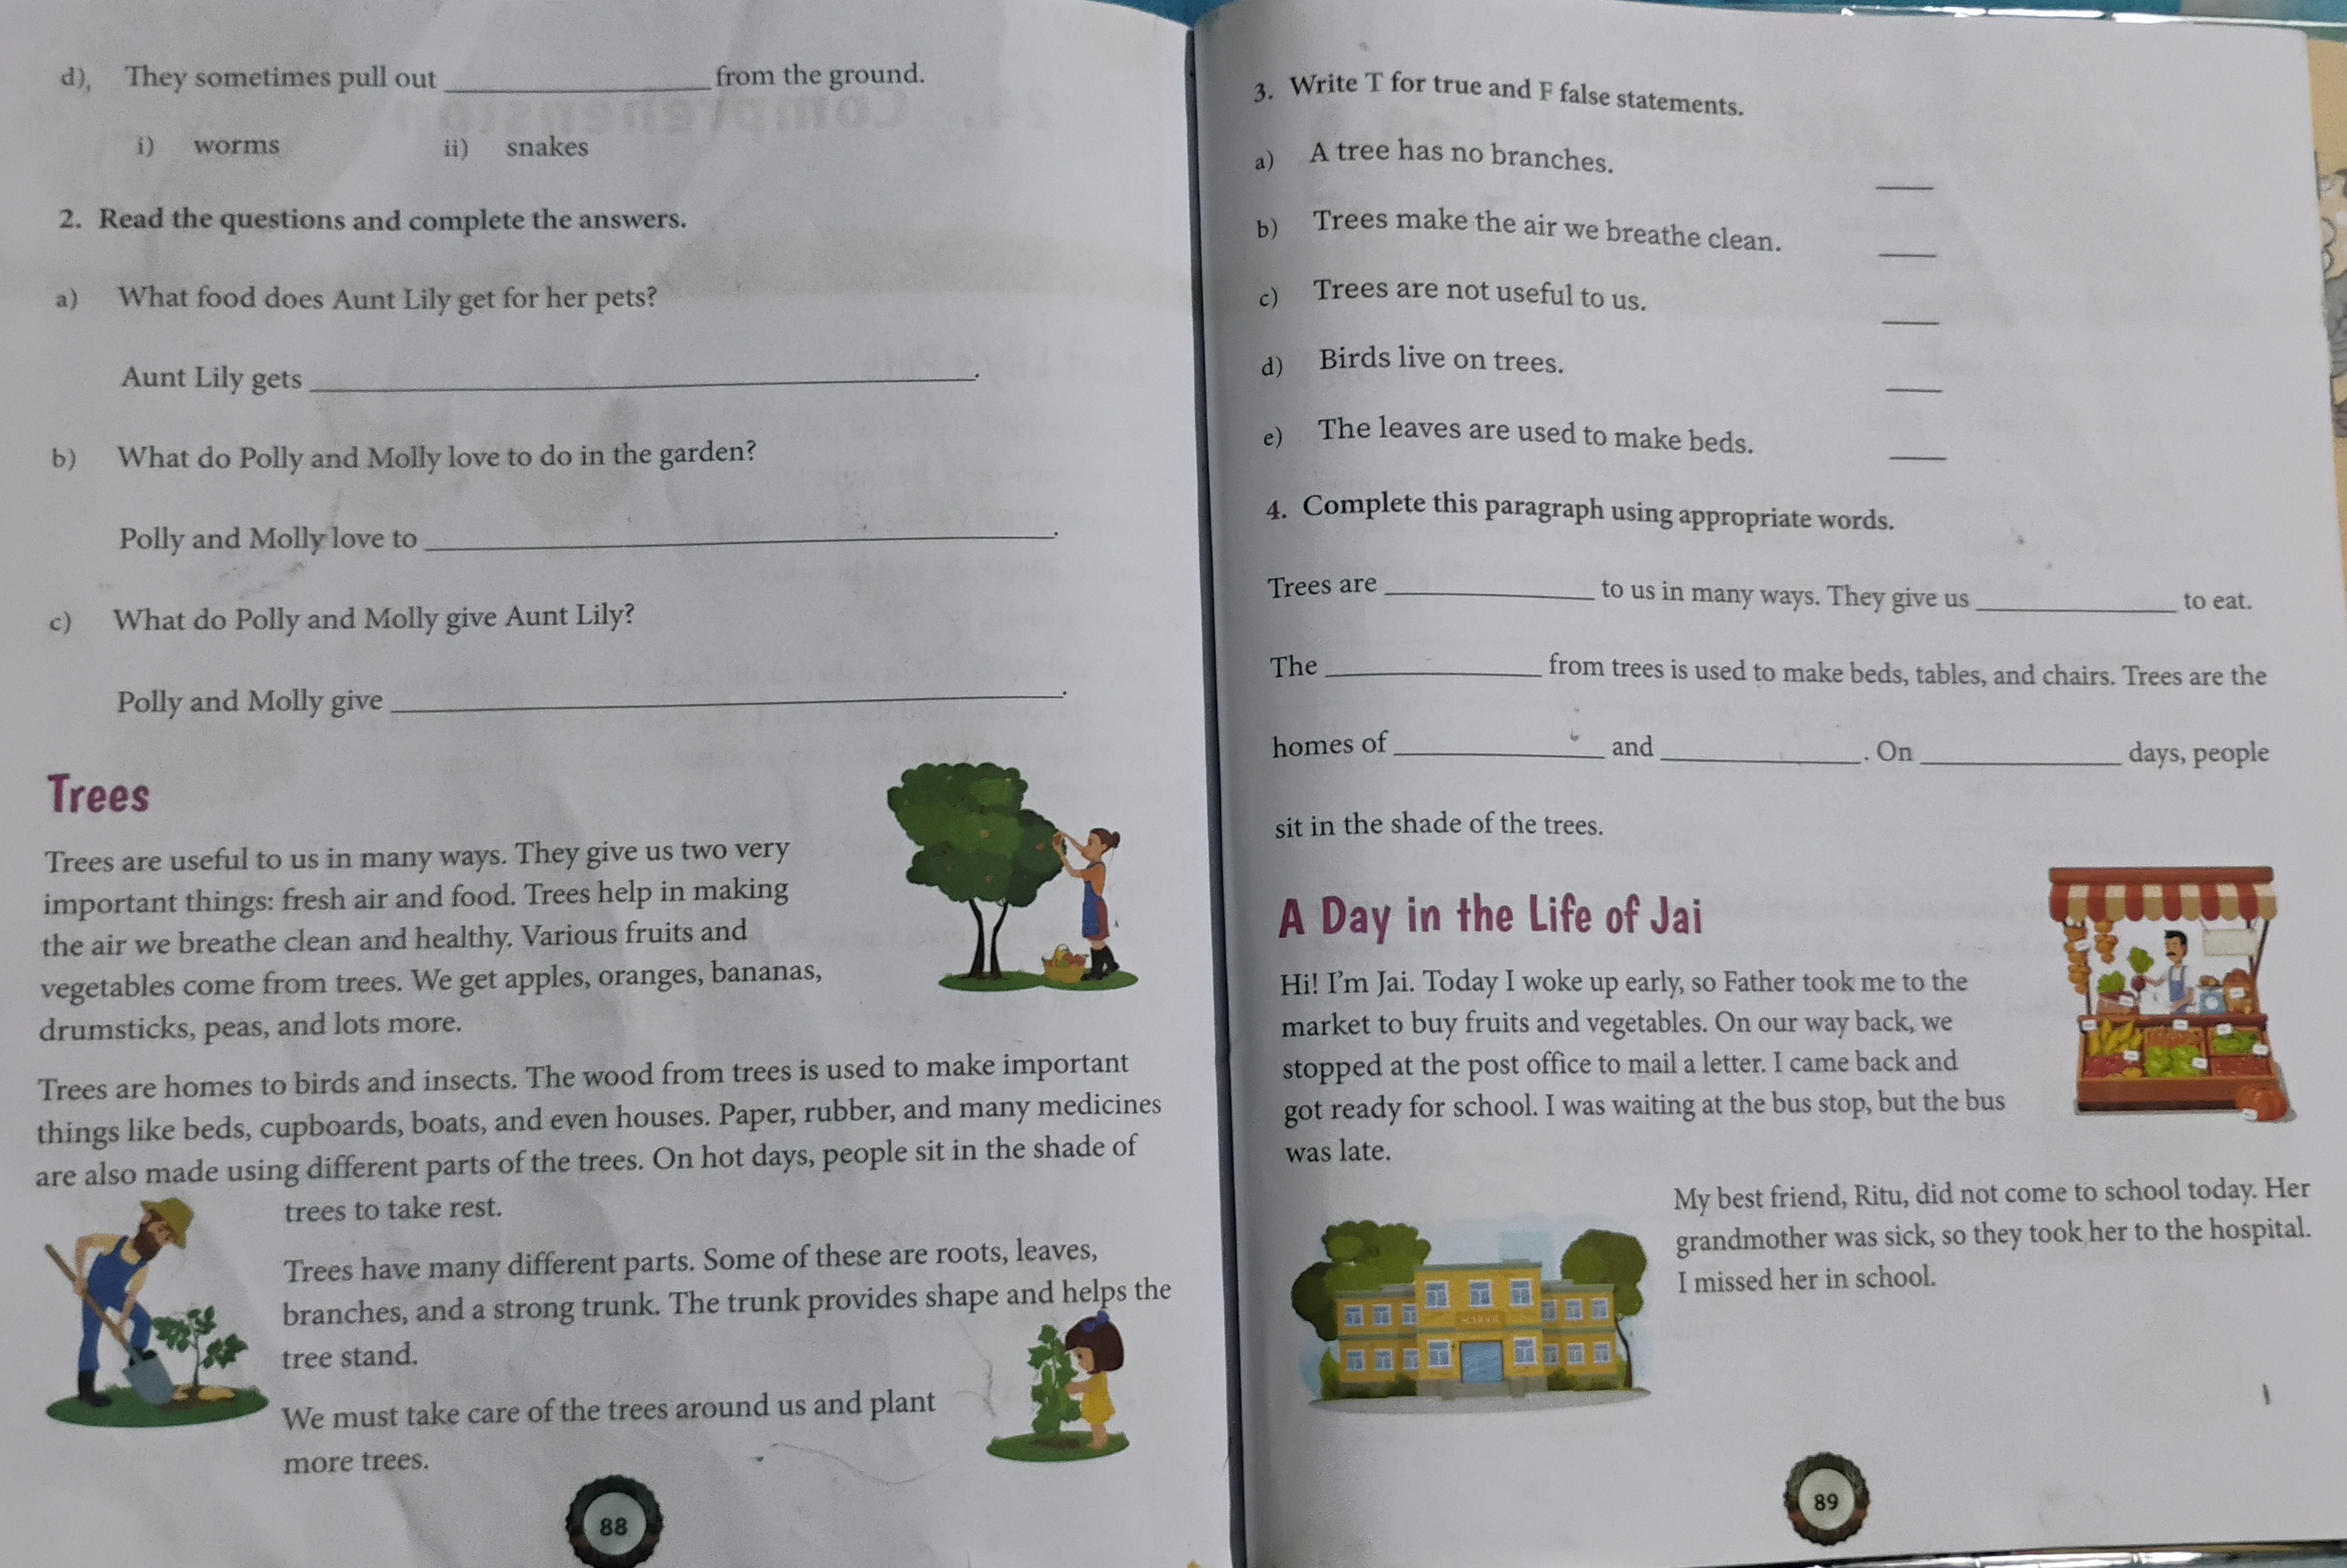 d), They sometimes pull out ____________ from the ground.
i) worms ii) snakes
2. Read the questions and complete the answers.
a) What food does Aunt Lily get for her pets?
Aunt Lily gets ____________.
b) What do Polly and Molly love to do in the garden?
Polly and Molly love to ____________.
c) What do Polly and Molly give Aunt Lily?
Polly and Molly give ____________.
Trees
Trees are useful to us in many ways. They give us two very
important things: fresh air and food. Trees help in making
the air we breathe clean and healthy. Various fruits and
vegetables come from trees. We get apples, oranges, bananas,
drumsticks, peas, and lots more.
Trees are homes to birds and insects. The wood from trees is used to make important
things like beds, cupboards, boats, and even houses. Paper, rubber, and many medicines
are also made using different parts of the trees. On hot days, people sit in the shade of
trees to take rest.
Trees have many different parts. Some of these are roots, leaves,
branches, and a strong trunk. The trunk provides shape and helps the
tree stand.
We must take care of the trees around us and plant
more trees.
88
3. Write T for true and F false statements.
a) A tree has no branches. ____
b) Trees make the air we breathe clean. ____
c) Trees are not useful to us. ____
d) Birds live on trees. ____
e) The leaves are used to make beds. ____
4. Complete this paragraph using appropriate words.
Trees are ____________ to us in many ways. They give us ____________ to eat.
The ____________ from trees is used to make beds, tables, and chairs. Trees are the
homes of ____________ and ____________. On ____________ days, people
sit in the shade of the trees.
A Day in the Life of Jai
Hi! I'm Jai. Today I woke up early, so Father took me to the
market to buy fruits and vegetables. On our way back, we
stopped at the post office to mail a letter. I came back and
got ready for school. I was waiting at the bus stop, but the bus
was late.
My best friend, Ritu, did not come to school today. Her
grandmother was sick, so they took her to the hospital.
I missed her in school.
SCHOOL
89